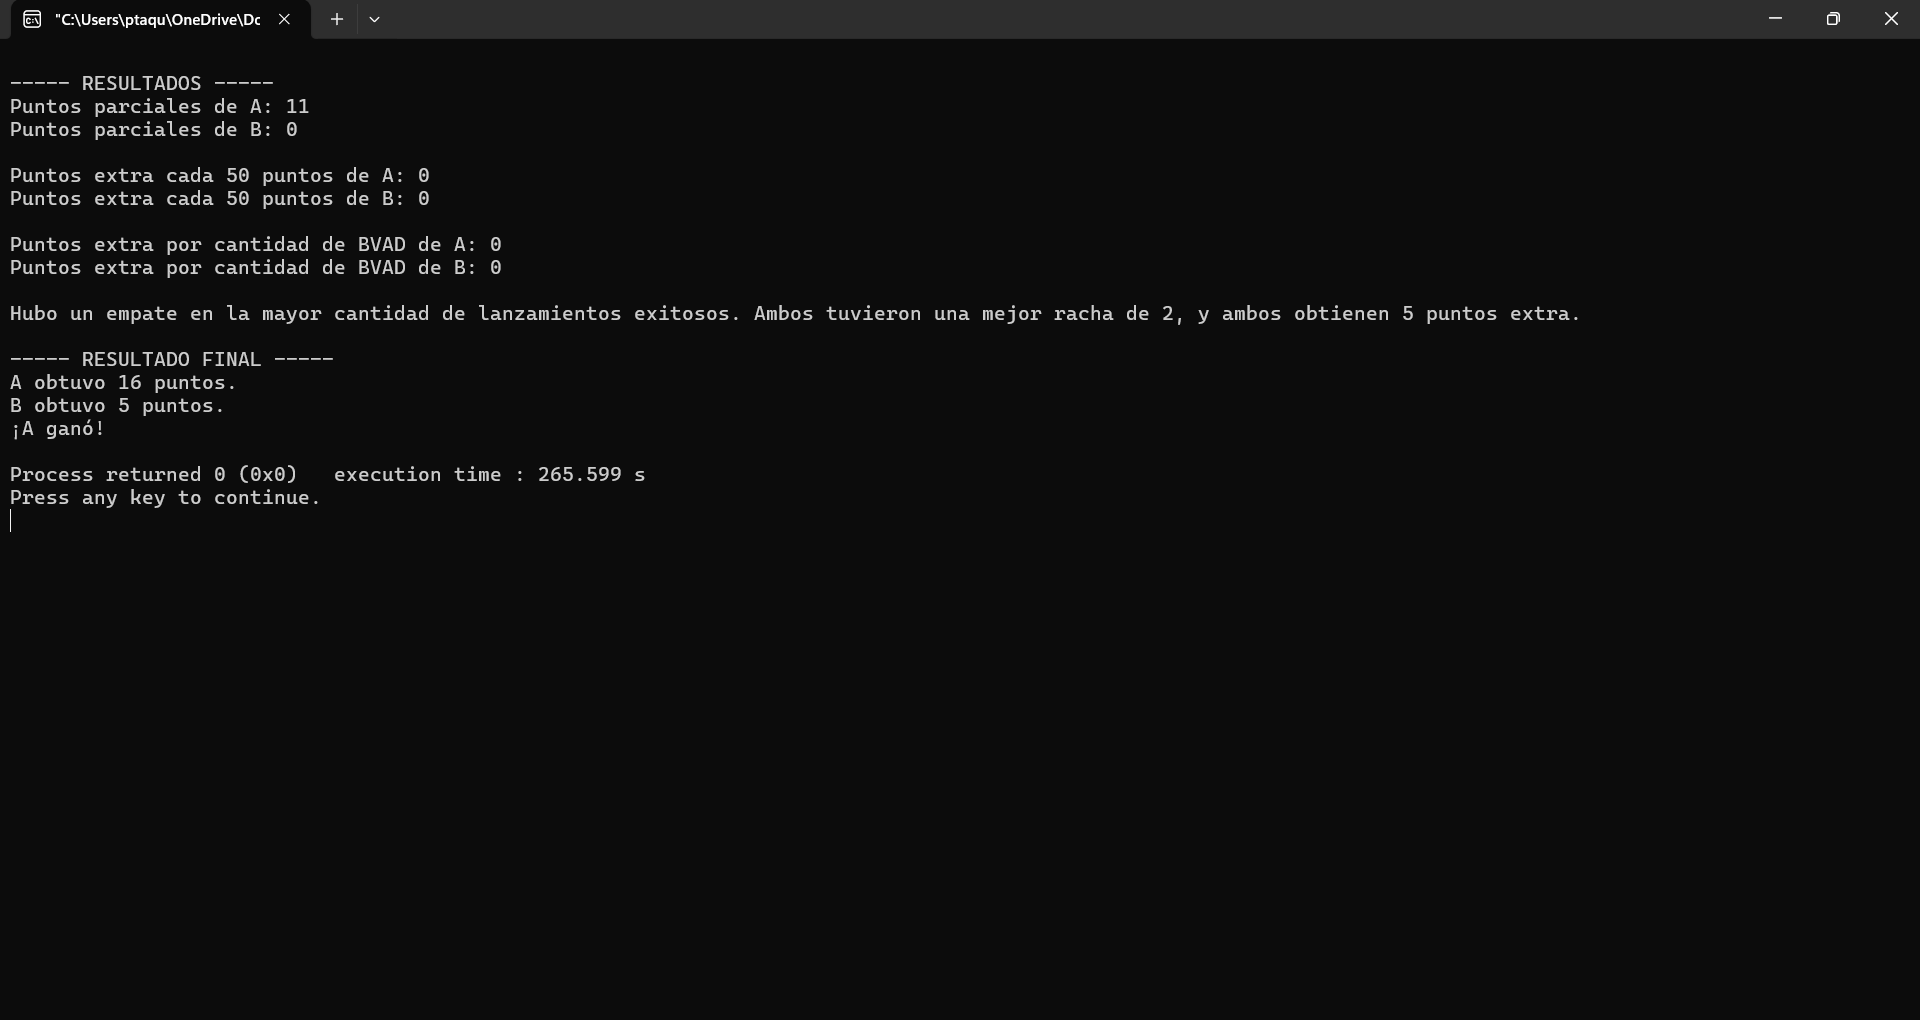 "C:\Users\ptaqu\OneDrive\Dc
----- RESULTADOS -----
Puntos parciales de A: 11
Puntos parciales de B: 0
Puntos extra cada 50 puntos de A: 0
Puntos extra cada 50 puntos de B: 0
Puntos extra por cantidad de BVAD de A: 0
Puntos extra por cantidad de BVAD de B: 0
Hubo un empate en la mayor cantidad de lanzamientos exitosos. Ambos tuvieron una mejor racha de 2, y ambos obtienen 5 puntos extra.
----- RESULTADO FINAL -----
A obtuvo 16 puntos.
B obtuvo 5 puntos.
¡A ganó!
Process returned 0 (0x0)   execution time : 265.599 s
Press any key to continue.